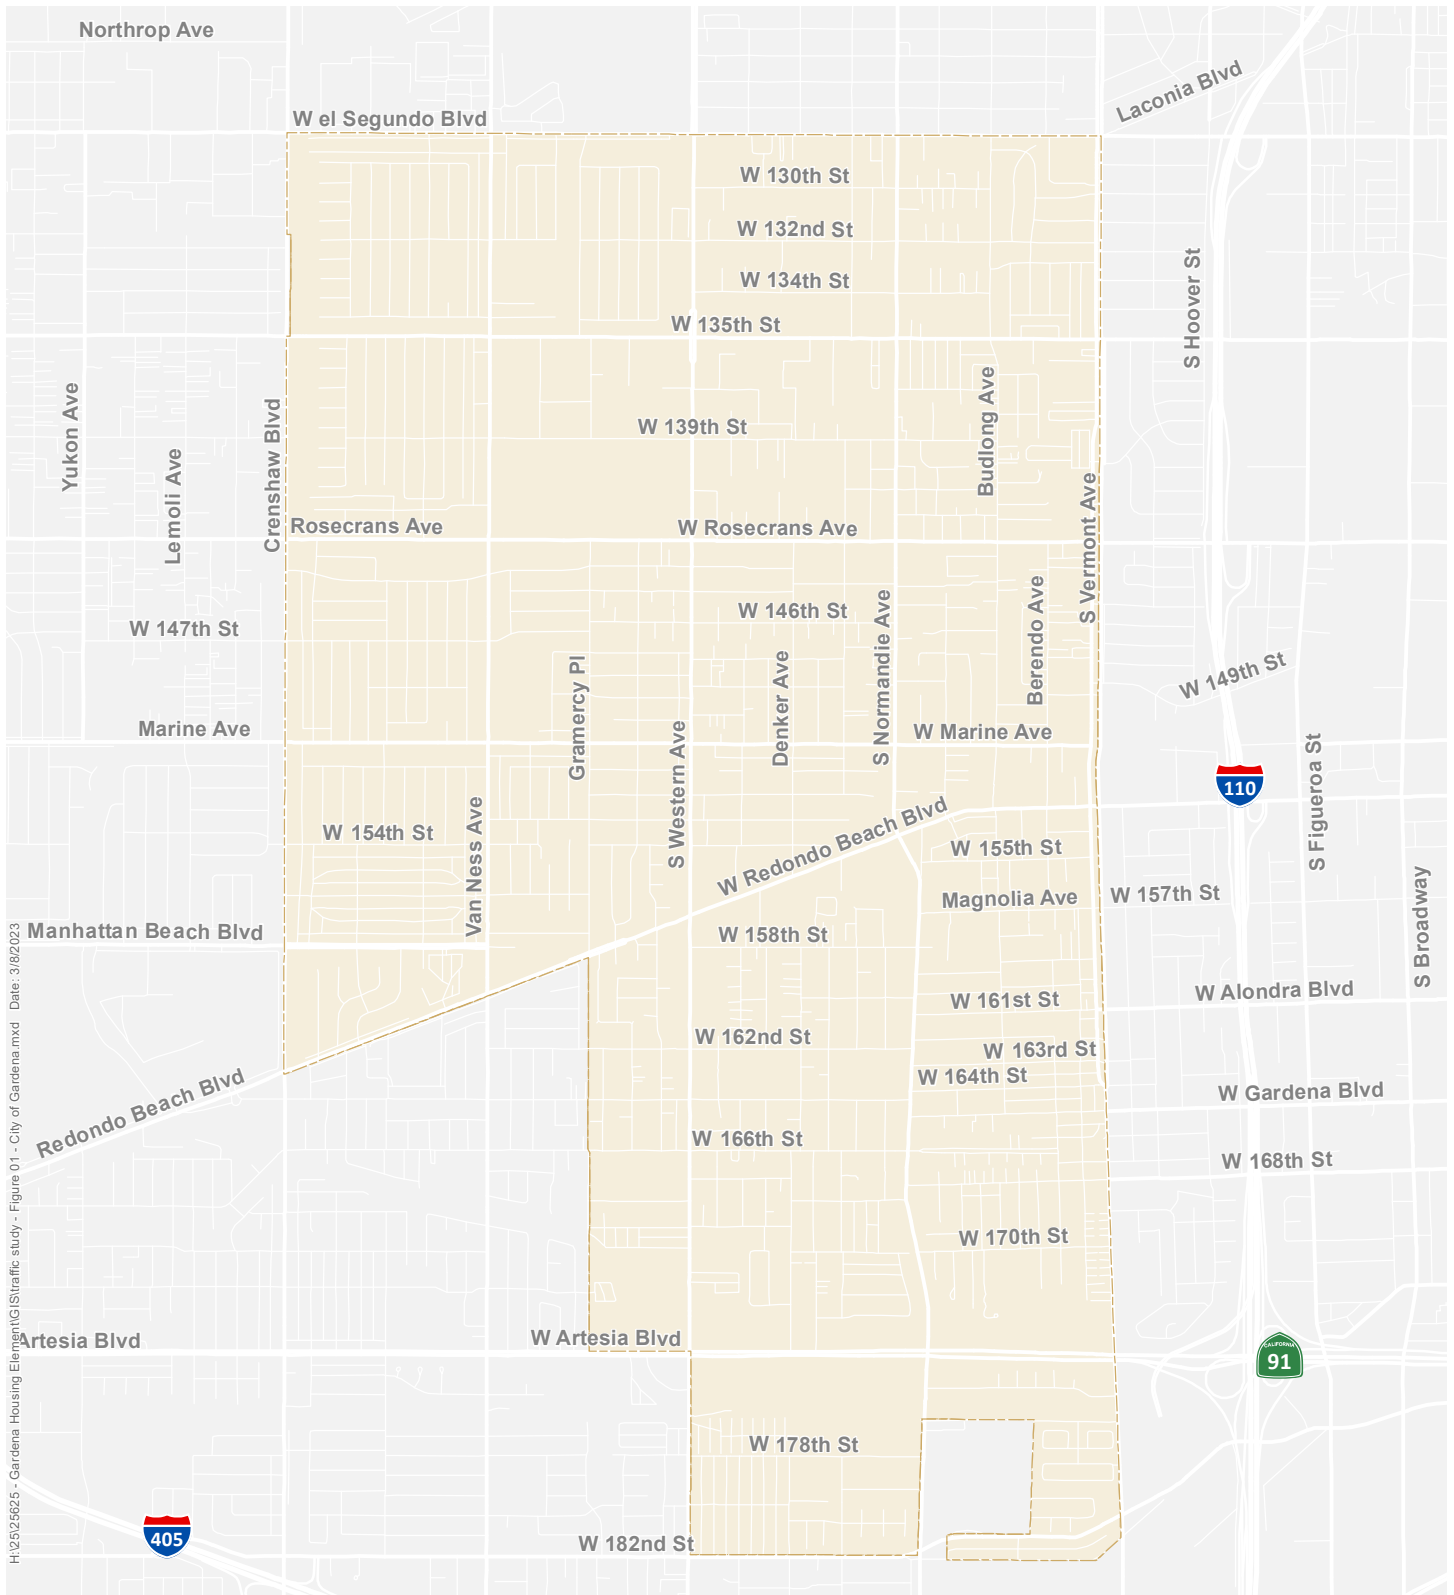 Northrop Ave
Laconia Blvd
W el Segundo Blvd
W 130th St
W 132nd St
W 134th St
W 135th St
S Hoover St
Yukon Ave
Lemoli Ave
Crenshaw Blvd
Budlong Ave
W 139th St
S Vermont Ave
Rosecrans Ave
W Rosecrans Ave
W 146th St
W 147th St
Berendo Ave
S Normandie Ave
Denker Ave
Gramercy Pl
W 149th St
Marine Ave
W Marine Ave
S Western Ave
S Figueroa St
110
Van Ness Ave
W 154th St
W Redondo Beach Blvd
W 155th St
Magnolia Ave
W 157th St
S Broadway
Manhattan Beach Blvd
W 158th St
W Alondra Blvd
W 161st St
W 162nd St
W 163rd St
W 164th St
W Gardena Blvd
Redondo Beach Blvd
W 166th St
W 168th St
W 170th St
Artesia Blvd
W Artesia Blvd
CALIFORNIA
91
W 178th St
405
W 182nd St
H:\25\25625 - Gardena Housing Element\GIS\traffic study - Figure 01 - City of Gardena.mxd Date: 3/8/2023